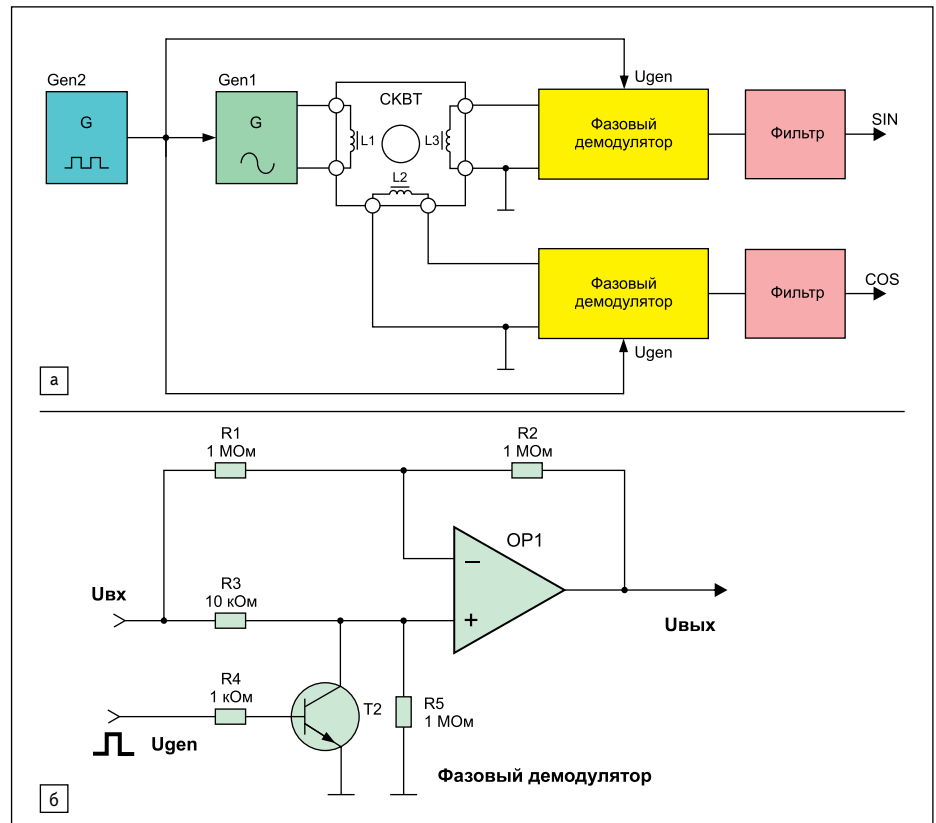 Gen2
G
Gen1
G
СКВТ
L1
L3
L2
Ugen
Фазовый
демодулятор
Фильтр
SIN
Фазовый
демодулятор
Фильтр
COS
Ugen
а
R1
1 МОм
R2
1 МОм
OP1
R3
10 кОм
Uвх
Uвых
R4
1 кОм
T2
R5
1 МОм
Ugen
Фазовый демодулятор
б